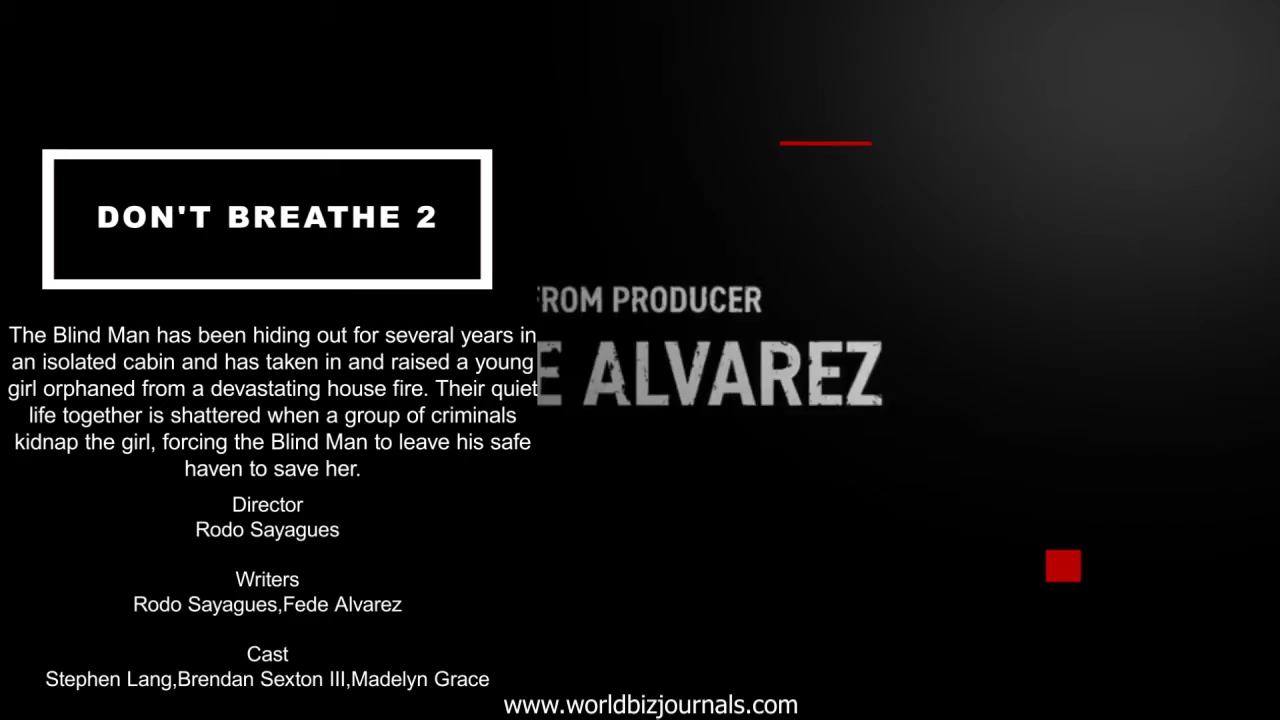 DON'T BREATHE 2
The Blind Man has been hiding out for several years in
an isolated cabin and has taken in and raised a young
girl orphaned from a devastating house fire. Their quiet
life together is shattered when a group of criminals
kidnap the girl, forcing the Blind Man to leave his safe
haven to save her.
Director
Rodo Sayagues
Writers
Rodo Sayagues,Fede Alvarez
Cast
Stephen Lang,Brendan Sexton III,Madelyn Grace
FROM PRODUCER
E ALVAREZ
www.worldbizjournals.com